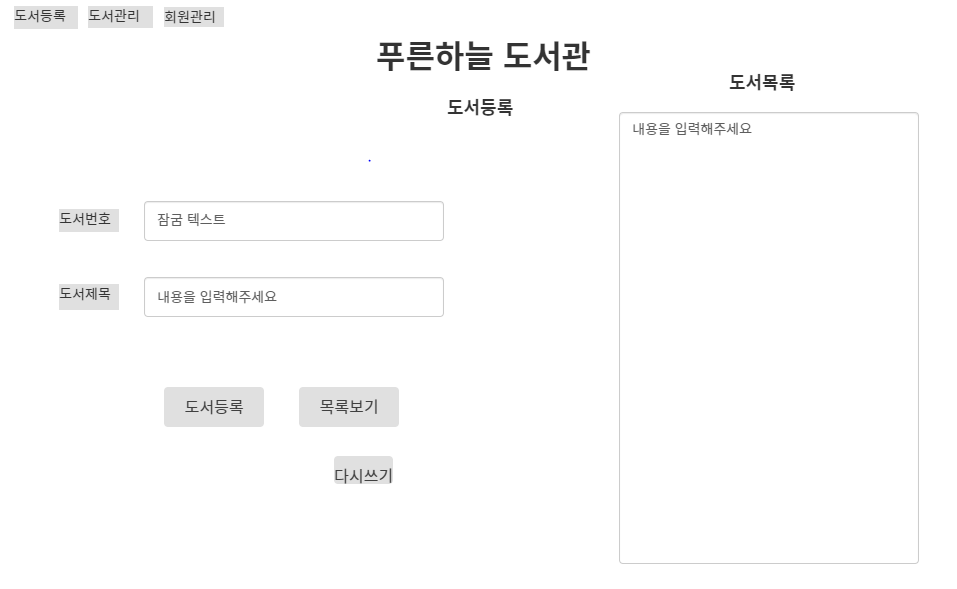 도서등록 도서관리 회원관리
푸른하늘 도서관
도서목록
도서등록
내용을 입력해주세요
도서번호 잠굼 텍스트
도서제목 내용을 입력해주세요
도서등록 목록보기
다시쓰기